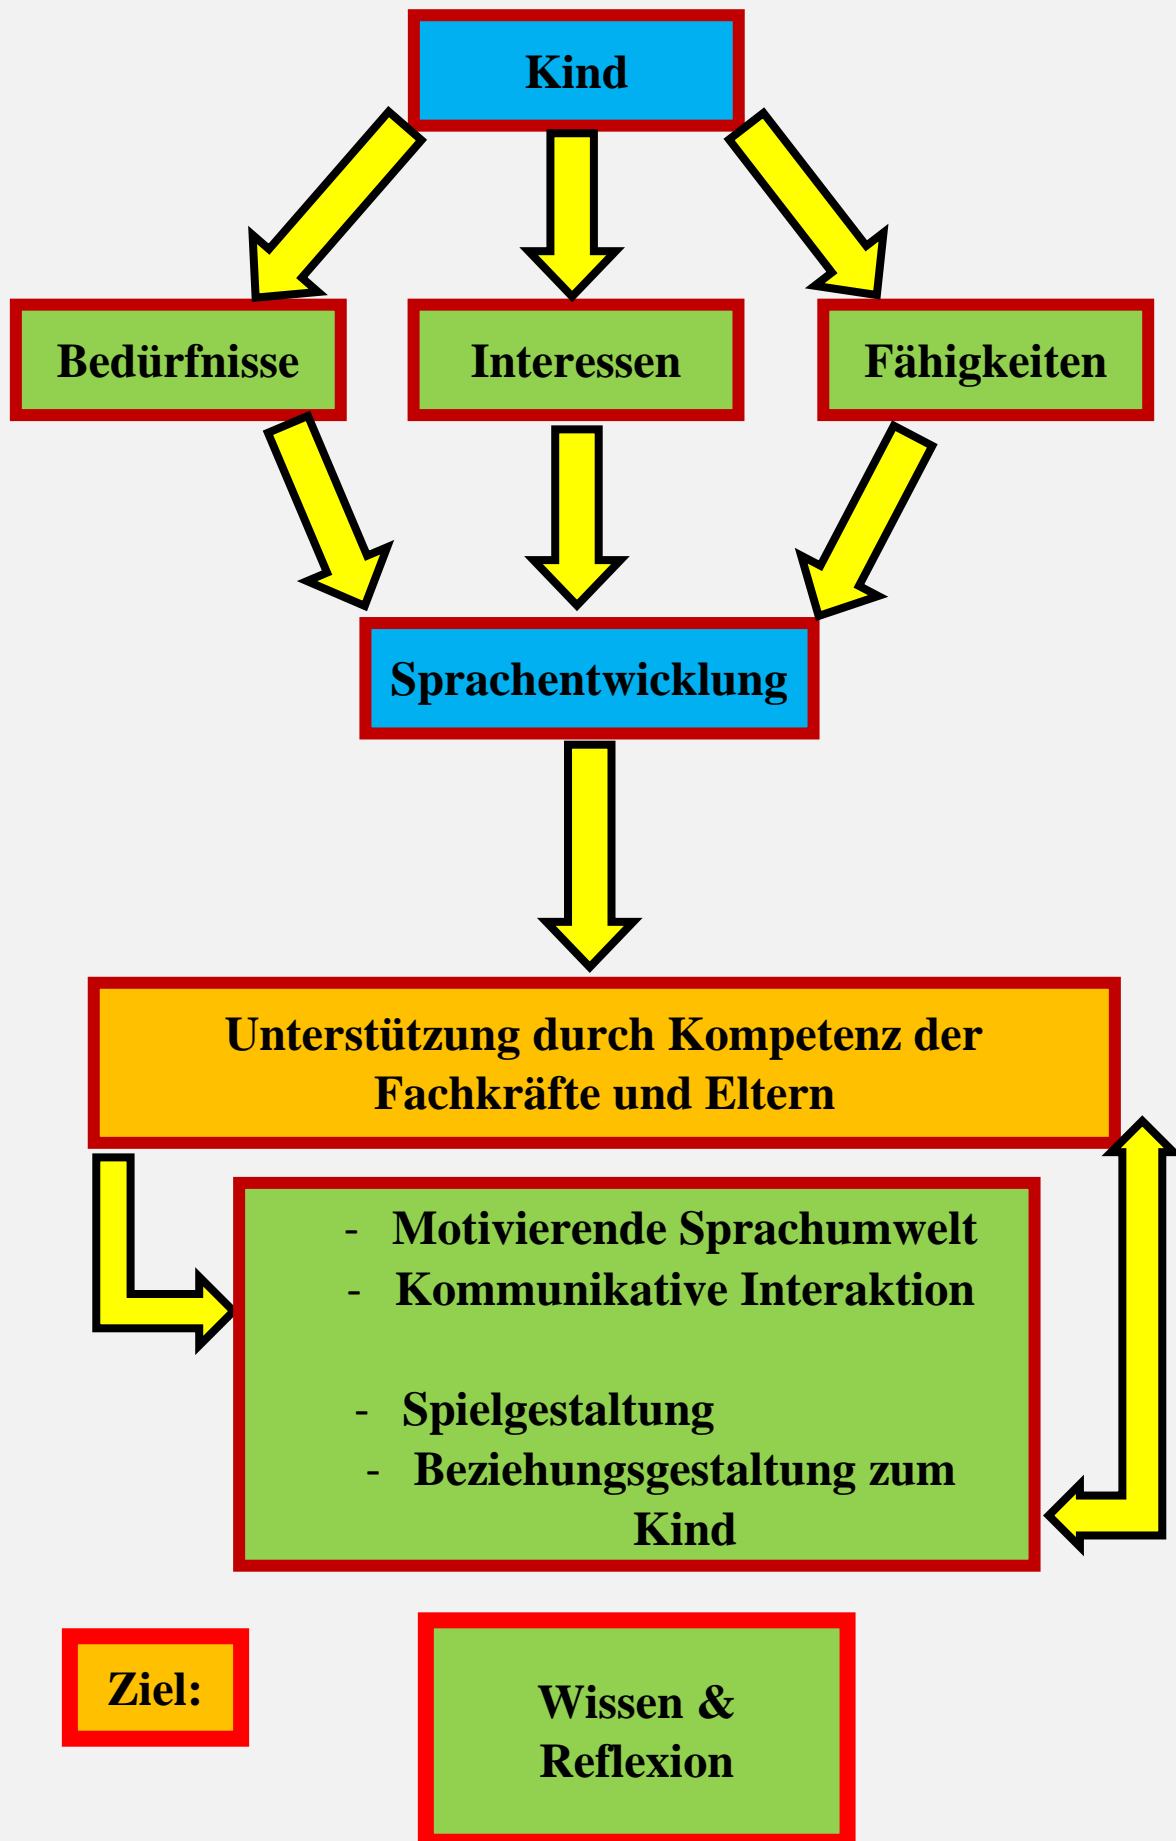 Kind
Bedürfnisse
Interessen
Fähigkeiten
Sprachentwicklung
Unterstützung durch Kompetenz der
Fachkräfte und Eltern
- Motivierende Sprachumwelt
- Kommunikative Interaktion
- Spielgestaltung
- Beziehungsgestaltung zum
Kind
Ziel:
Wissen &
Reflexion